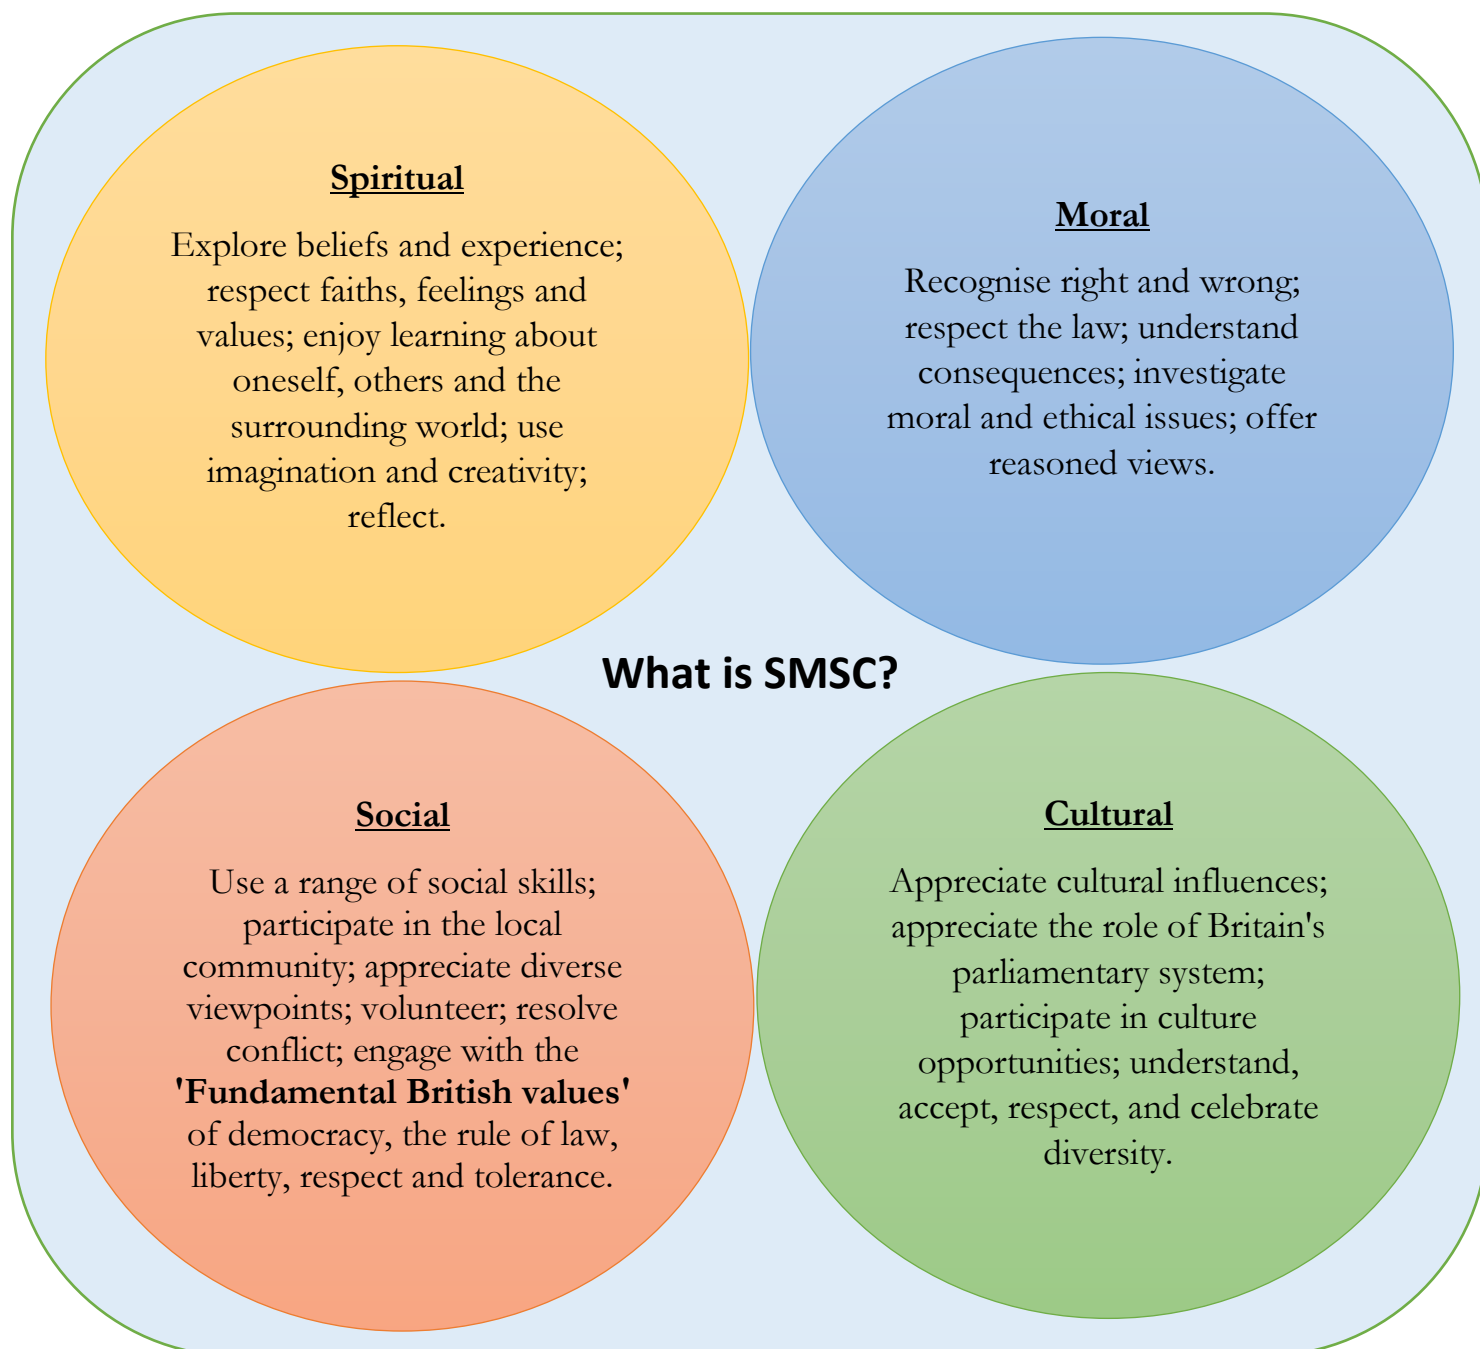 Spiritual
Explore beliefs and experience;
respect faiths, feelings and
values; enjoy learning about
oneself, others and the
surrounding world; use
imagination and creativity;
reflect.
Moral
Recognise right and wrong;
respect the law; understand
consequences; investigate
moral and ethical issues; offer
reasoned views.
What is SMSC?
Social
Use a range of social skills;
participate in the local
community; appreciate diverse
viewpoints; volunteer; resolve
conflict; engage with the
'Fundamental British values'
of democracy, the rule of law,
liberty, respect and tolerance.
Cultural
Appreciate cultural influences;
appreciate the role of Britain's
parliamentary system;
participate in culture
opportunities; understand,
accept, respect, and celebrate
diversity.